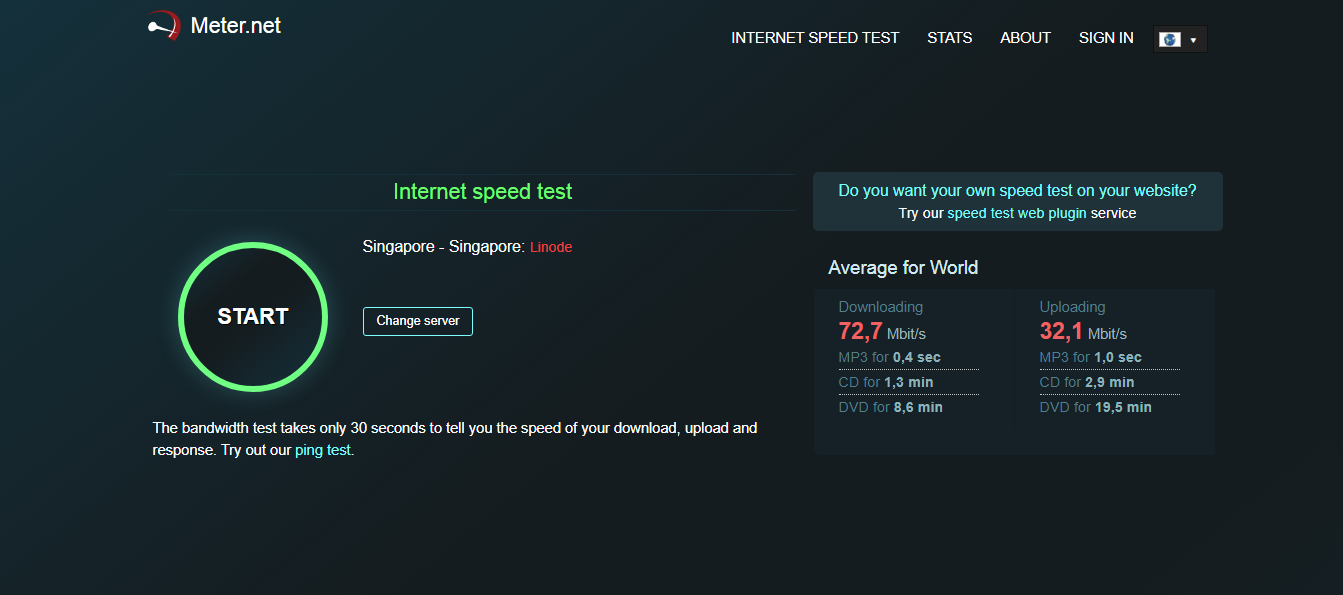 Meter.net
INTERNET SPEED TEST STATS ABOUT SIGN IN
Internet speed test
Singapore - Singapore: Linode
START
Change server
The bandwidth test takes only 30 seconds to tell you the speed of your download, upload and
response. Try out our ping test.
Do you want your own speed test on your website?
Try our speed test web plugin service
Average for World
Downloading
72,7 Mbit/s
MP3 for 0,4 sec
CD for 1,3 min
DVD for 8,6 min
Uploading
32,1 Mbit/s
MP3 for 1,0 sec
CD for 2,9 min
DVD for 19,5 min